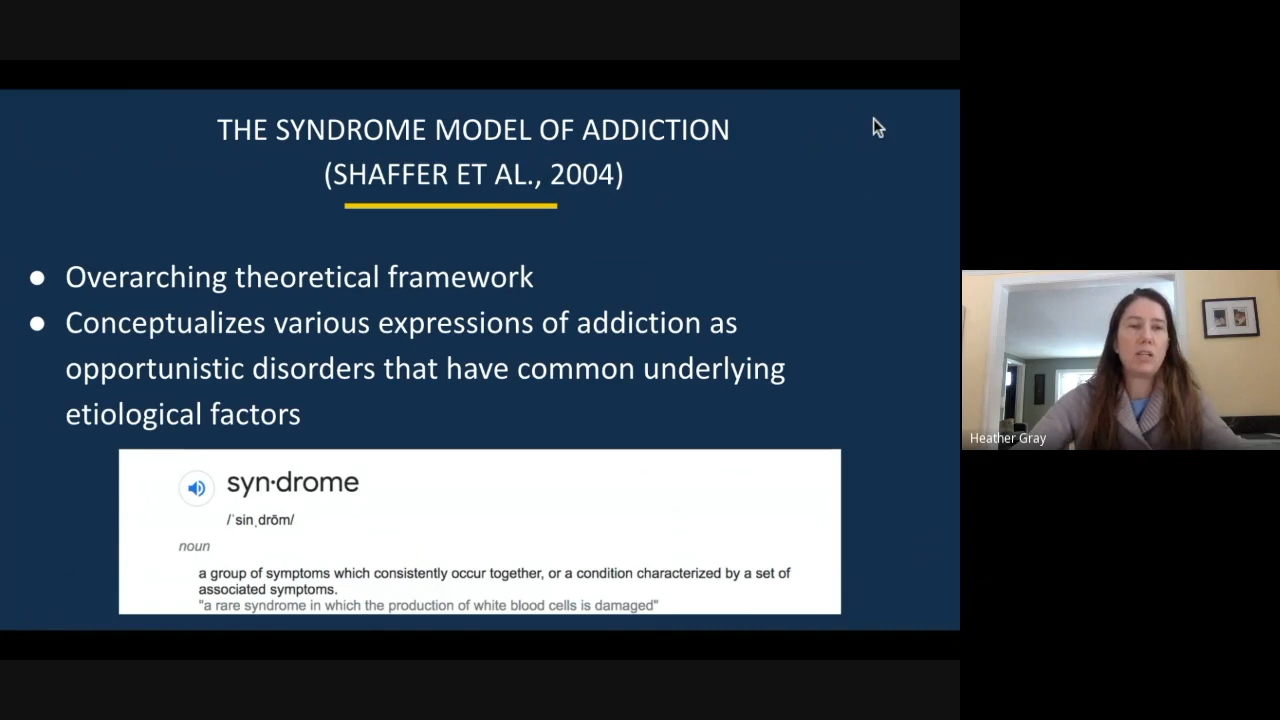 THE SYNDROME MODEL OF ADDICTION
(SHAFFER ET AL., 2004)
● Overarching theoretical framework
● Conceptualizes various expressions of addiction as
opportunistic disorders that have common underlying
etiological factors
syn·drome
/ˈsinˌdrōm/
noun
a group of symptoms which consistently occur together, or a condition characterized by a set of
associated symptoms.
"a rare syndrome in which the production of white blood cells is damaged"
Heather Gray